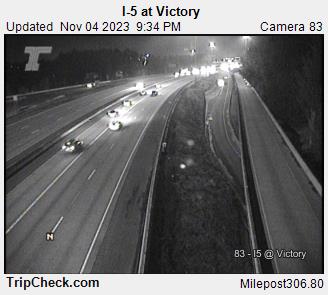 I-5 at Victory
Updated  Nov 04 2023  9:34 PM
Camera 83
T
N
83 - I5 @ Victory
TripCheck.com
Milepost306.80